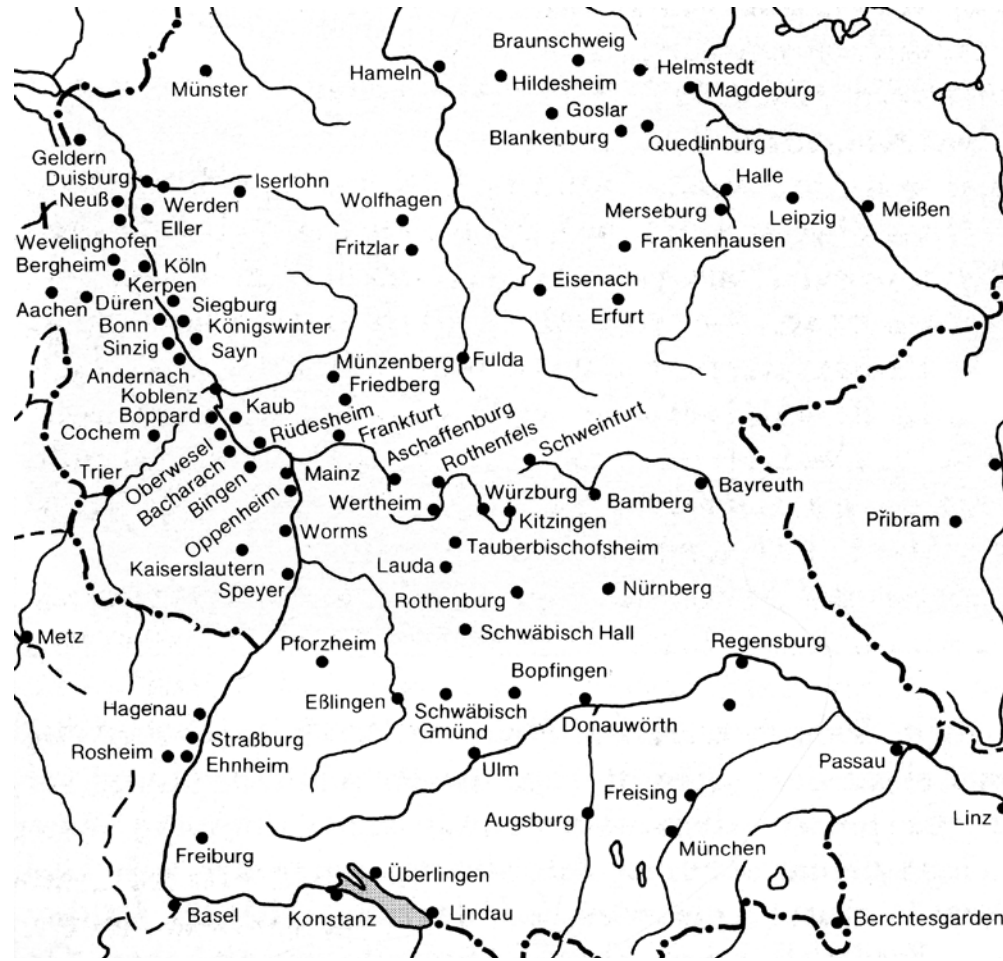 Braunschweig
Hameln
Helmstedt
Münster
Hildesheim
Magdeburg
Goslar
Blankenburg
Quedlinburg
Geldern
Duisburg
Iserlohn
Halle
Neuß
Werden
Wolfhagen
Merseburg
Leipzig
Meißen
Eller
Wevelinghofen
Fritzlar
Frankenhausen
Bergheim
Köln
Kerpen
Eisenach
Aachen
Düren
Siegburg
Erfurt
Bonn
Königswinter
Sinzig
Sayn
Münzenberg
Fulda
Andernach
Friedberg
Koblenz
Boppard
Kaub
Rüdesheim
Frankfurt
Aschaffenburg
Rothenfels
Schweinfurt
Cochem
Trier
Oberwesel
Bacharach
Bingen
Mainz
Oppenheim
Wertheim
Würzburg
Kitzingen
Bamberg
Bayreuth
Worms
Příbram
Tauberbischofsheim
Kaiserslautern
Lauda
Speyer
Rothenburg
Nürnberg
Metz
Schwäbisch Hall
Pforzheim
Regensburg
Bopfingen
Eßlingen
Schwäbisch
Gmünd
Donauwörth
Hagenau
Rosheim
Straßburg
Ehnheim
Ulm
Passau
Freising
Augsburg
Linz
München
Freiburg
Überlingen
Basel
Konstanz
Lindau
Berchtesgarden